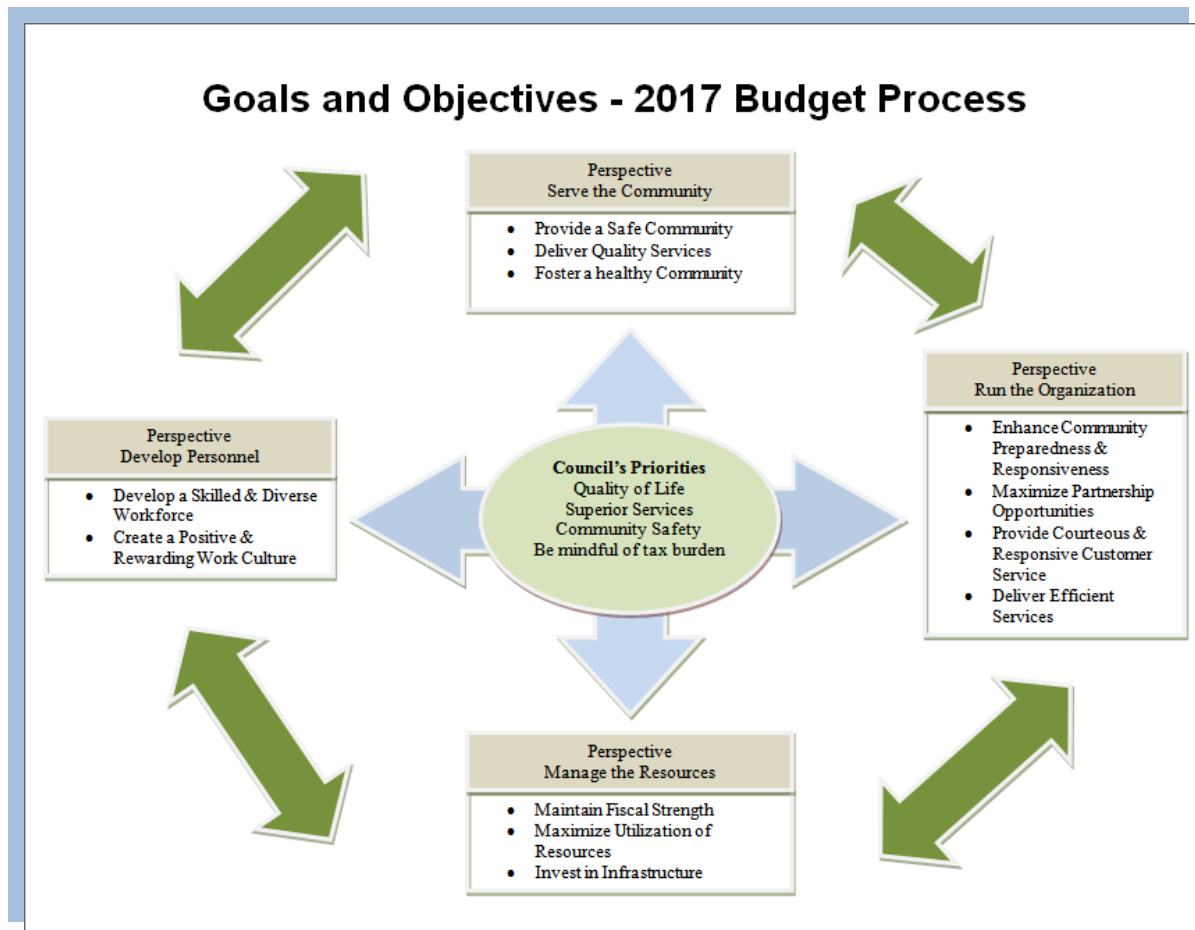 Goals and Objectives - 2017 Budget Process
Perspective
Serve the Community
• Provide a Safe Community
• Deliver Quality Services
• Foster a healthy Community
Perspective
Develop Personnel
• Develop a Skilled & Diverse
Workforce
• Create a Positive &
Rewarding Work Culture
Council's Priorities
Quality of Life
Superior Services
Community Safety
Be mindful of tax burden
Perspective
Run the Organization
• Enhance Community
Preparedness &
Responsiveness
• Maximize Partnership
Opportunities
• Provide Courteous &
Responsive Customer
Service
• Deliver Efficient
Services
Perspective
Manage the Resources
• Maintain Fiscal Strength
• Maximize Utilization of
Resources
• Invest in Infrastructure